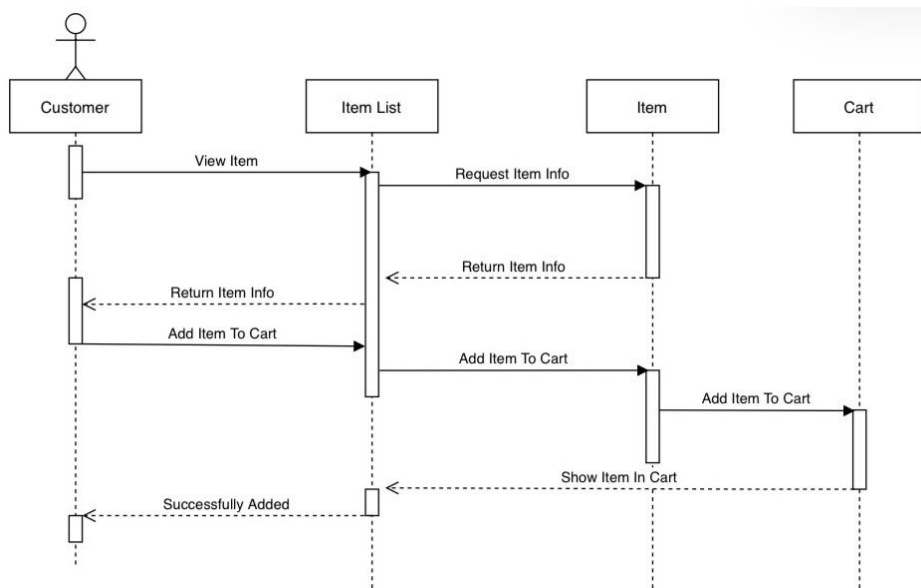 Customer
Item List
Item
Cart
View Item
Request Item Info
Return Item Info
Return Item Info
Add Item To Cart
Add Item To Cart
Add Item To Cart
Show Item In Cart
Successfully Added